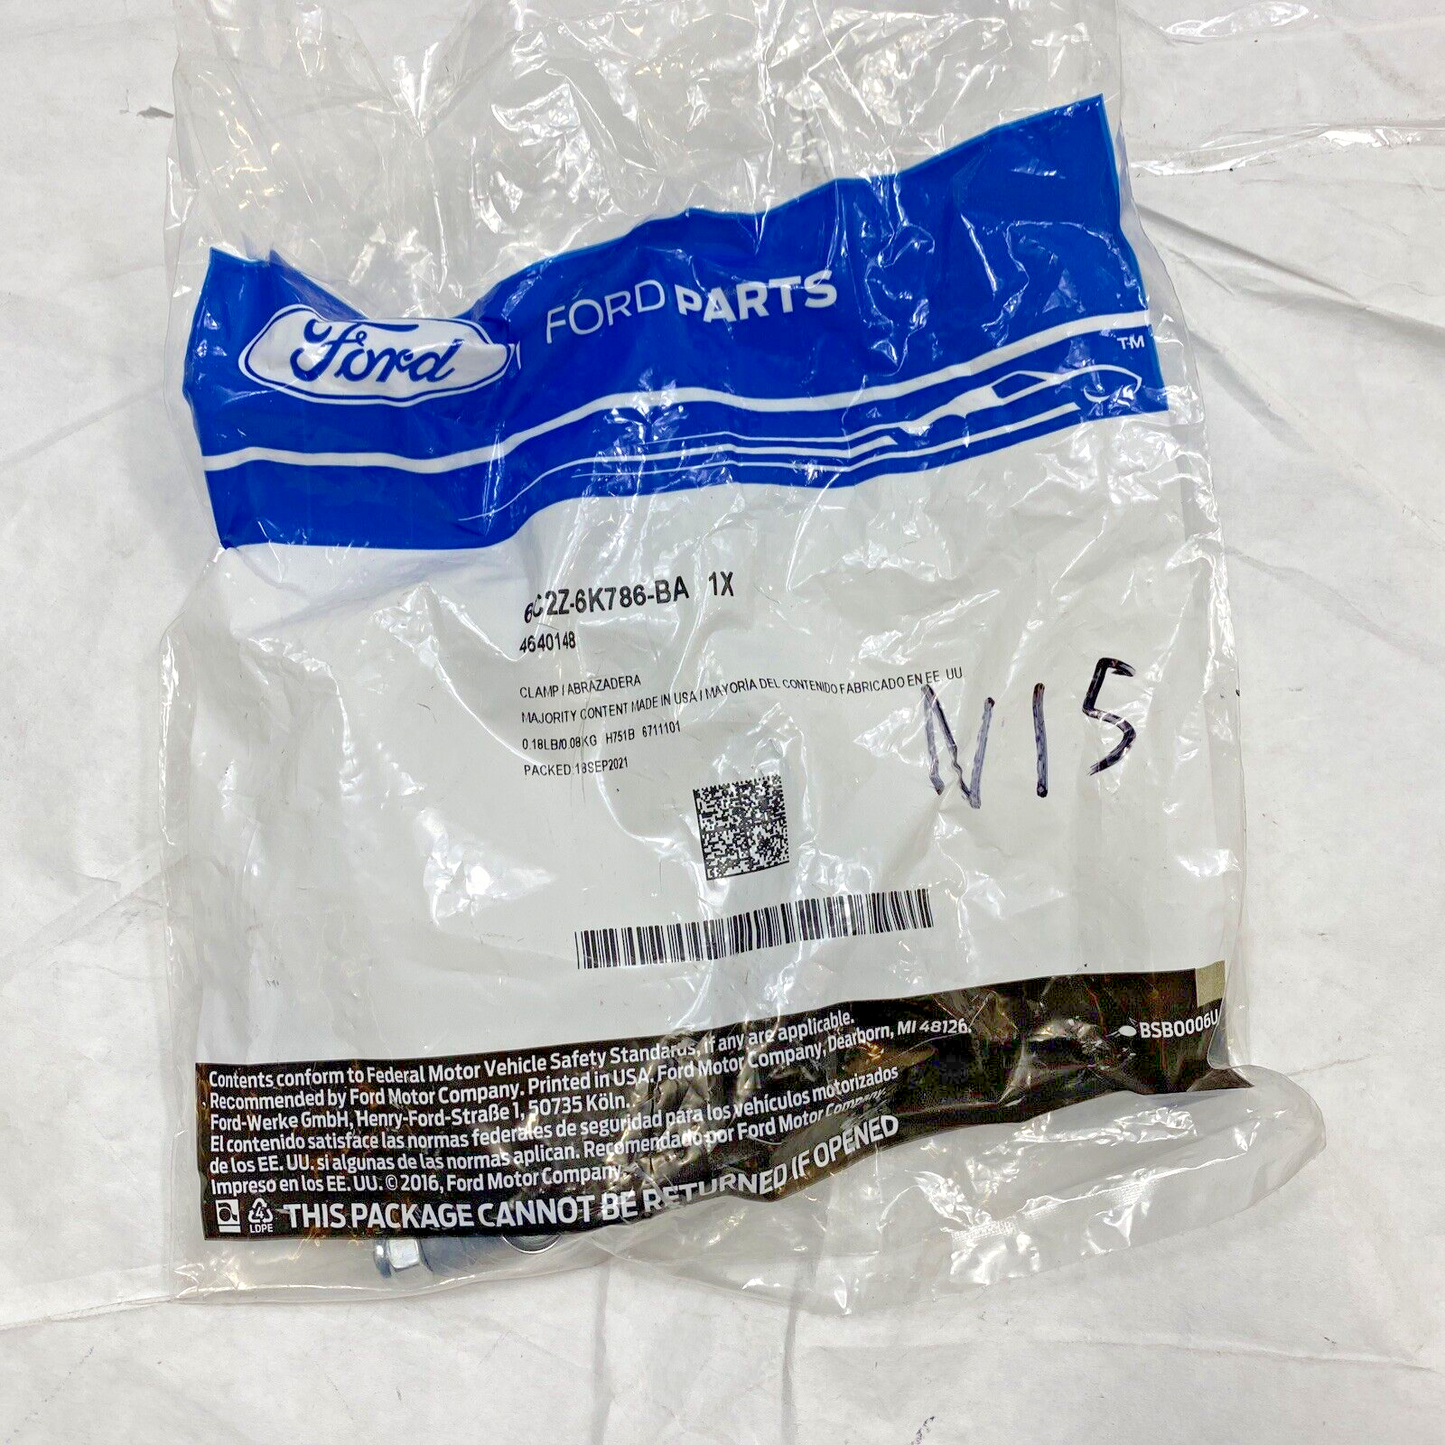 Ford
FORD PARTS
TM
6C2Z-6K786-BA 1X
4640148
CLAMP / ABRAZADERA
MAJORITY CONTENT MADE IN USA / MAYORÍA DEL CONTENIDO FABRICADO EN EE UU
0.18LB/0.08KG H751B 6711101
PACKED:18SEP2021
N15
BSB0006U
Contents conform to Federal Motor Vehicle Safety Standards, if any are applicable.
Recommended by Ford Motor Company. Printed in USA. Ford Motor Company, Dearborn, MI 48126.
Ford-Werke GmbH, Henry-Ford-Straße 1, 50735 Köln.
El contenido satisface las normas federales de seguridad para los vehículos motorizados
de los EE. UU. si algunas de las normas aplican. Recomendado por Ford Motor Company.
Impreso en los EE. UU. © 2016, Ford Motor Company.
4
LDPE
THIS PACKAGE CANNOT BE RETURNED IF OPENED